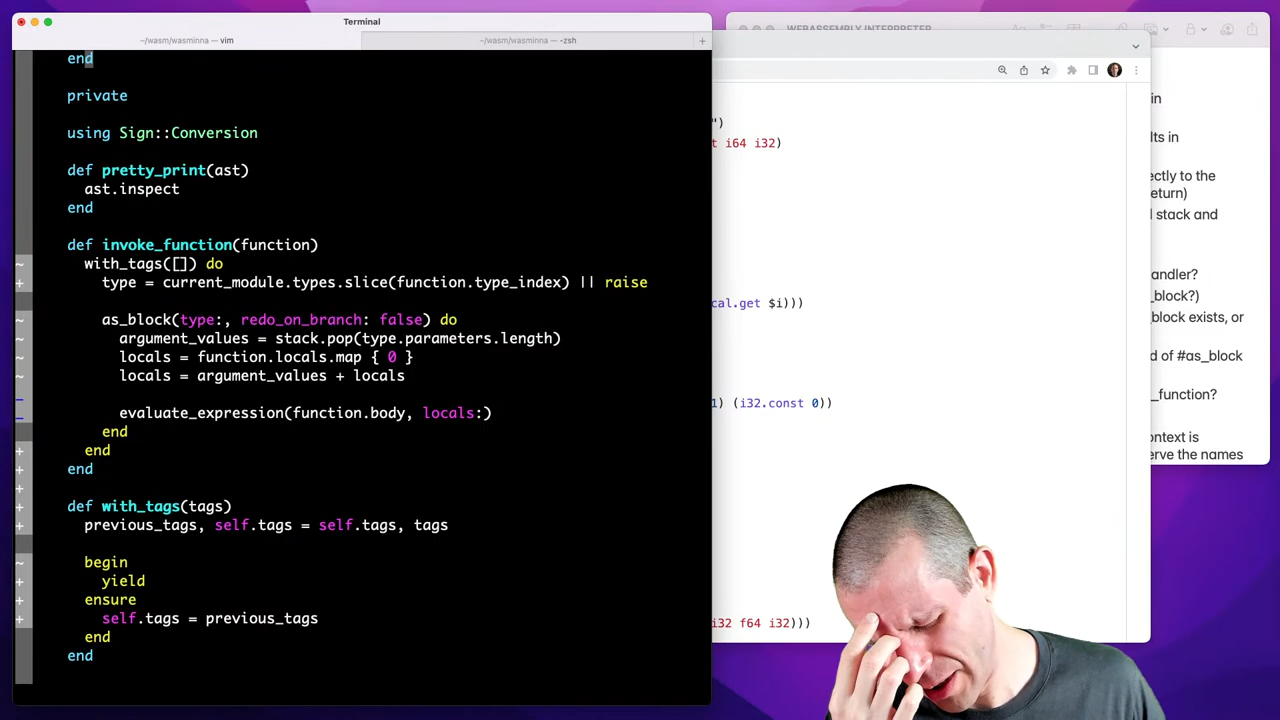 Terminal
~/wasm/wasminna — vim
~/wasm/wasminna — -zsh
+
end
private
using Sign::Conversion
def pretty_print(ast)
ast.inspect
end
def invoke_function(function)
~ with_tags([]) do
+ type = current_module.types.slice(function.type_index) || raise
~ as_block(type:, redo_on_branch: false) do
~ argument_values = stack.pop(type.parameters.length)
~ locals = function.locals.map { 0 }
~ locals = argument_values + locals
_
_ evaluate_expression(function.body, locals:)
end
+ end
+ end
+
+ def with_tags(tags)
+ previous_tags, self.tags = self.tags, tags
~ begin
+ yield
+ ensure
+ self.tags = previous_tags
end
end
WEBASSEMBLY INTERPRETER
")
t i64 i32)
cal.get $i)))
1) (i32.const 0))
i32 f64 i32)))
in
lts in
ectly to the
eturn)
l stack and
andler?
_block?)
_block exists, or
d of #as_block
_function?
ontext is
erve the names